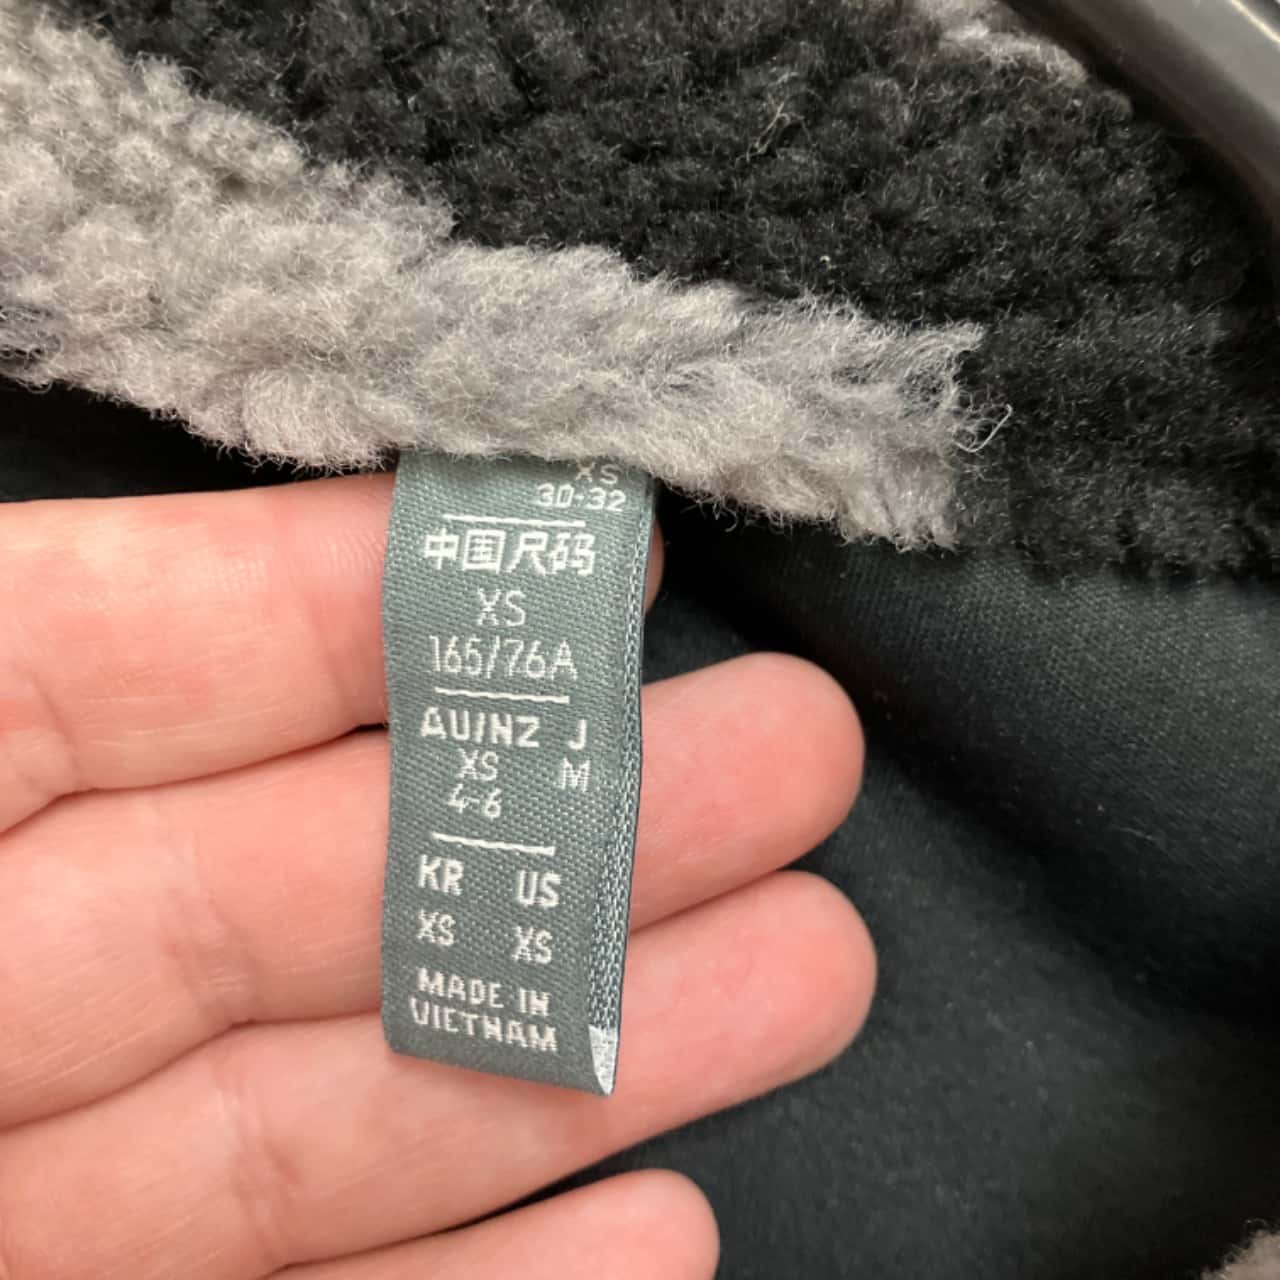 XS
30-32
中国尺码
XS
165/76A
AU/NZ J
XS M
4-6
KR US
XS XS
MADE IN
VIETNAM